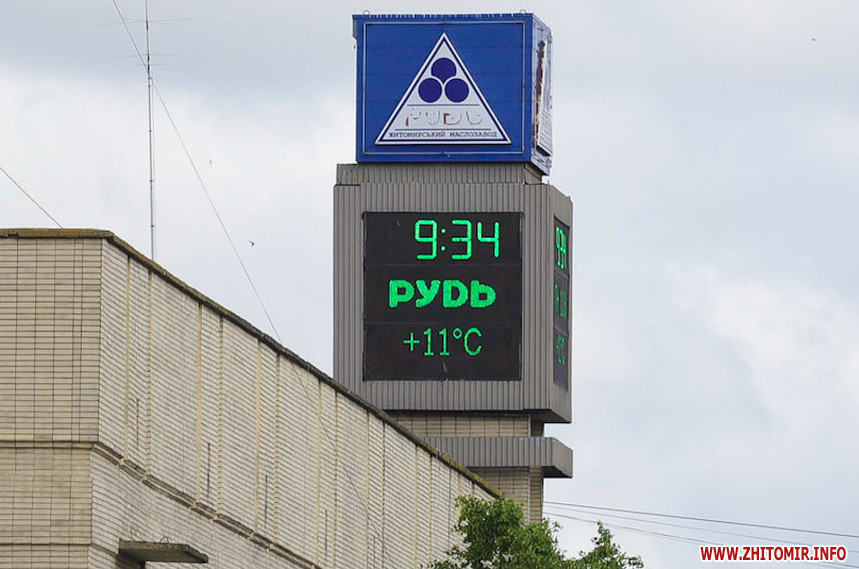 РУДЬ
ЖИТОМИРСЬКИЙ МАСЛОЗАВОД
9:34
РУДЬ
+11°C
WWW.ZHITOMIR.INFO